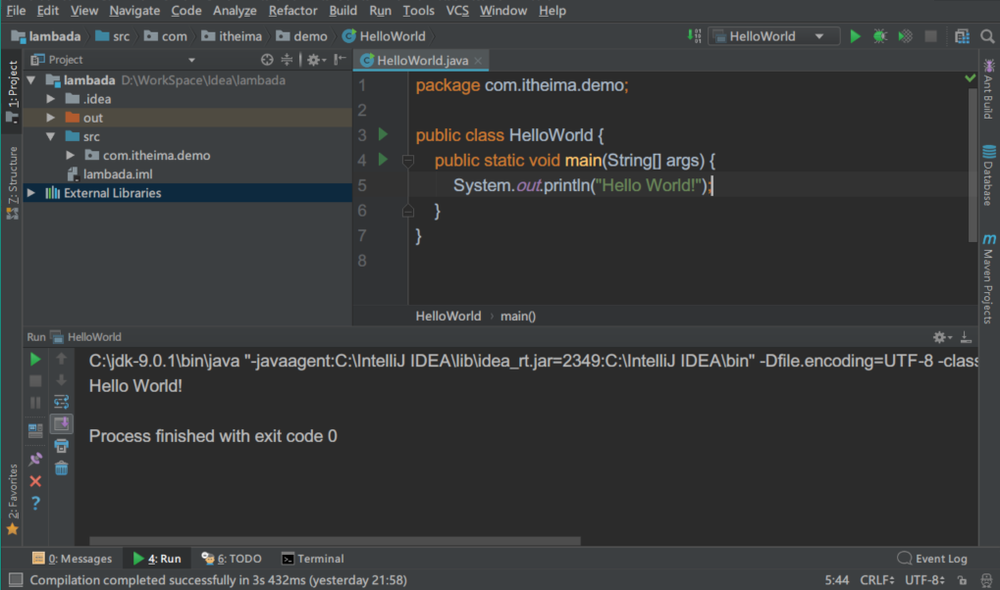 File Edit View Navigate Code Analyze Refactor Build Run Tools VCS Window Help
lambada src com itheima demo HelloWorld HelloWorld
1: Project
Z: Structure
2: Favorites
Project
lambada D:\WorkSpace\Idea\lambada
.idea
out
src
com.itheima.demo
lambada.iml
External Libraries
HelloWorld.java
1 package com.itheima.demo;
2
3 public class HelloWorld {
4 public static void main(String[] args) {
5 System.out.println("Hello World!");
6 }
7 }
8
HelloWorld › main()
Ant Build
Database
m Maven Projects
Run HelloWorld
C:\jdk-9.0.1\bin\java "-javaagent:C:\IntelliJ IDEA\lib\idea_rt.jar=2349:C:\IntelliJ IDEA\bin" -Dfile.encoding=UTF-8 -class
Hello World!
Process finished with exit code 0
0: Messages 4: Run 6: TODO Terminal Event Log
Compilation completed successfully in 3s 432ms (yesterday 21:58) 5:44 CRLF UTF-8